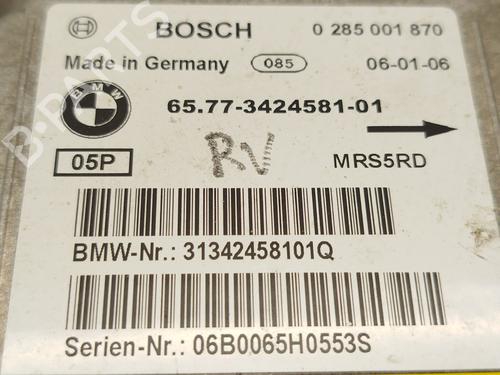 BOSCH 0 285 001 870
Made in Germany 085 06-01-06
BMW 65.77-3424581-01
05P RV MRS5RD
BMW-Nr.: 31342458101Q
Serien-Nr.: 06B0065H0553S
B-PARTS